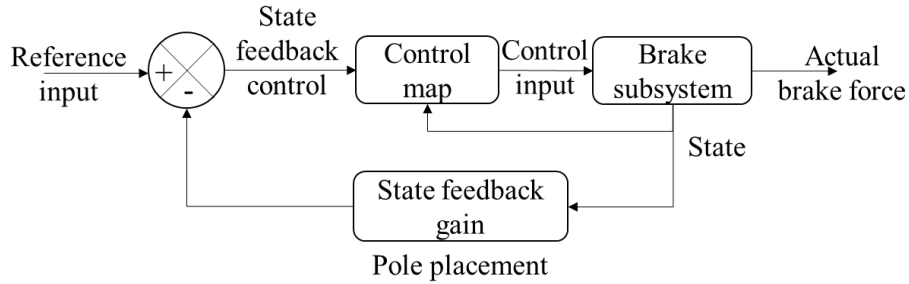 Reference
input
+
-
State
feedback
control
Control
map
Control
input
Brake
subsystem
Actual
brake force
State
State feedback
gain
Pole placement